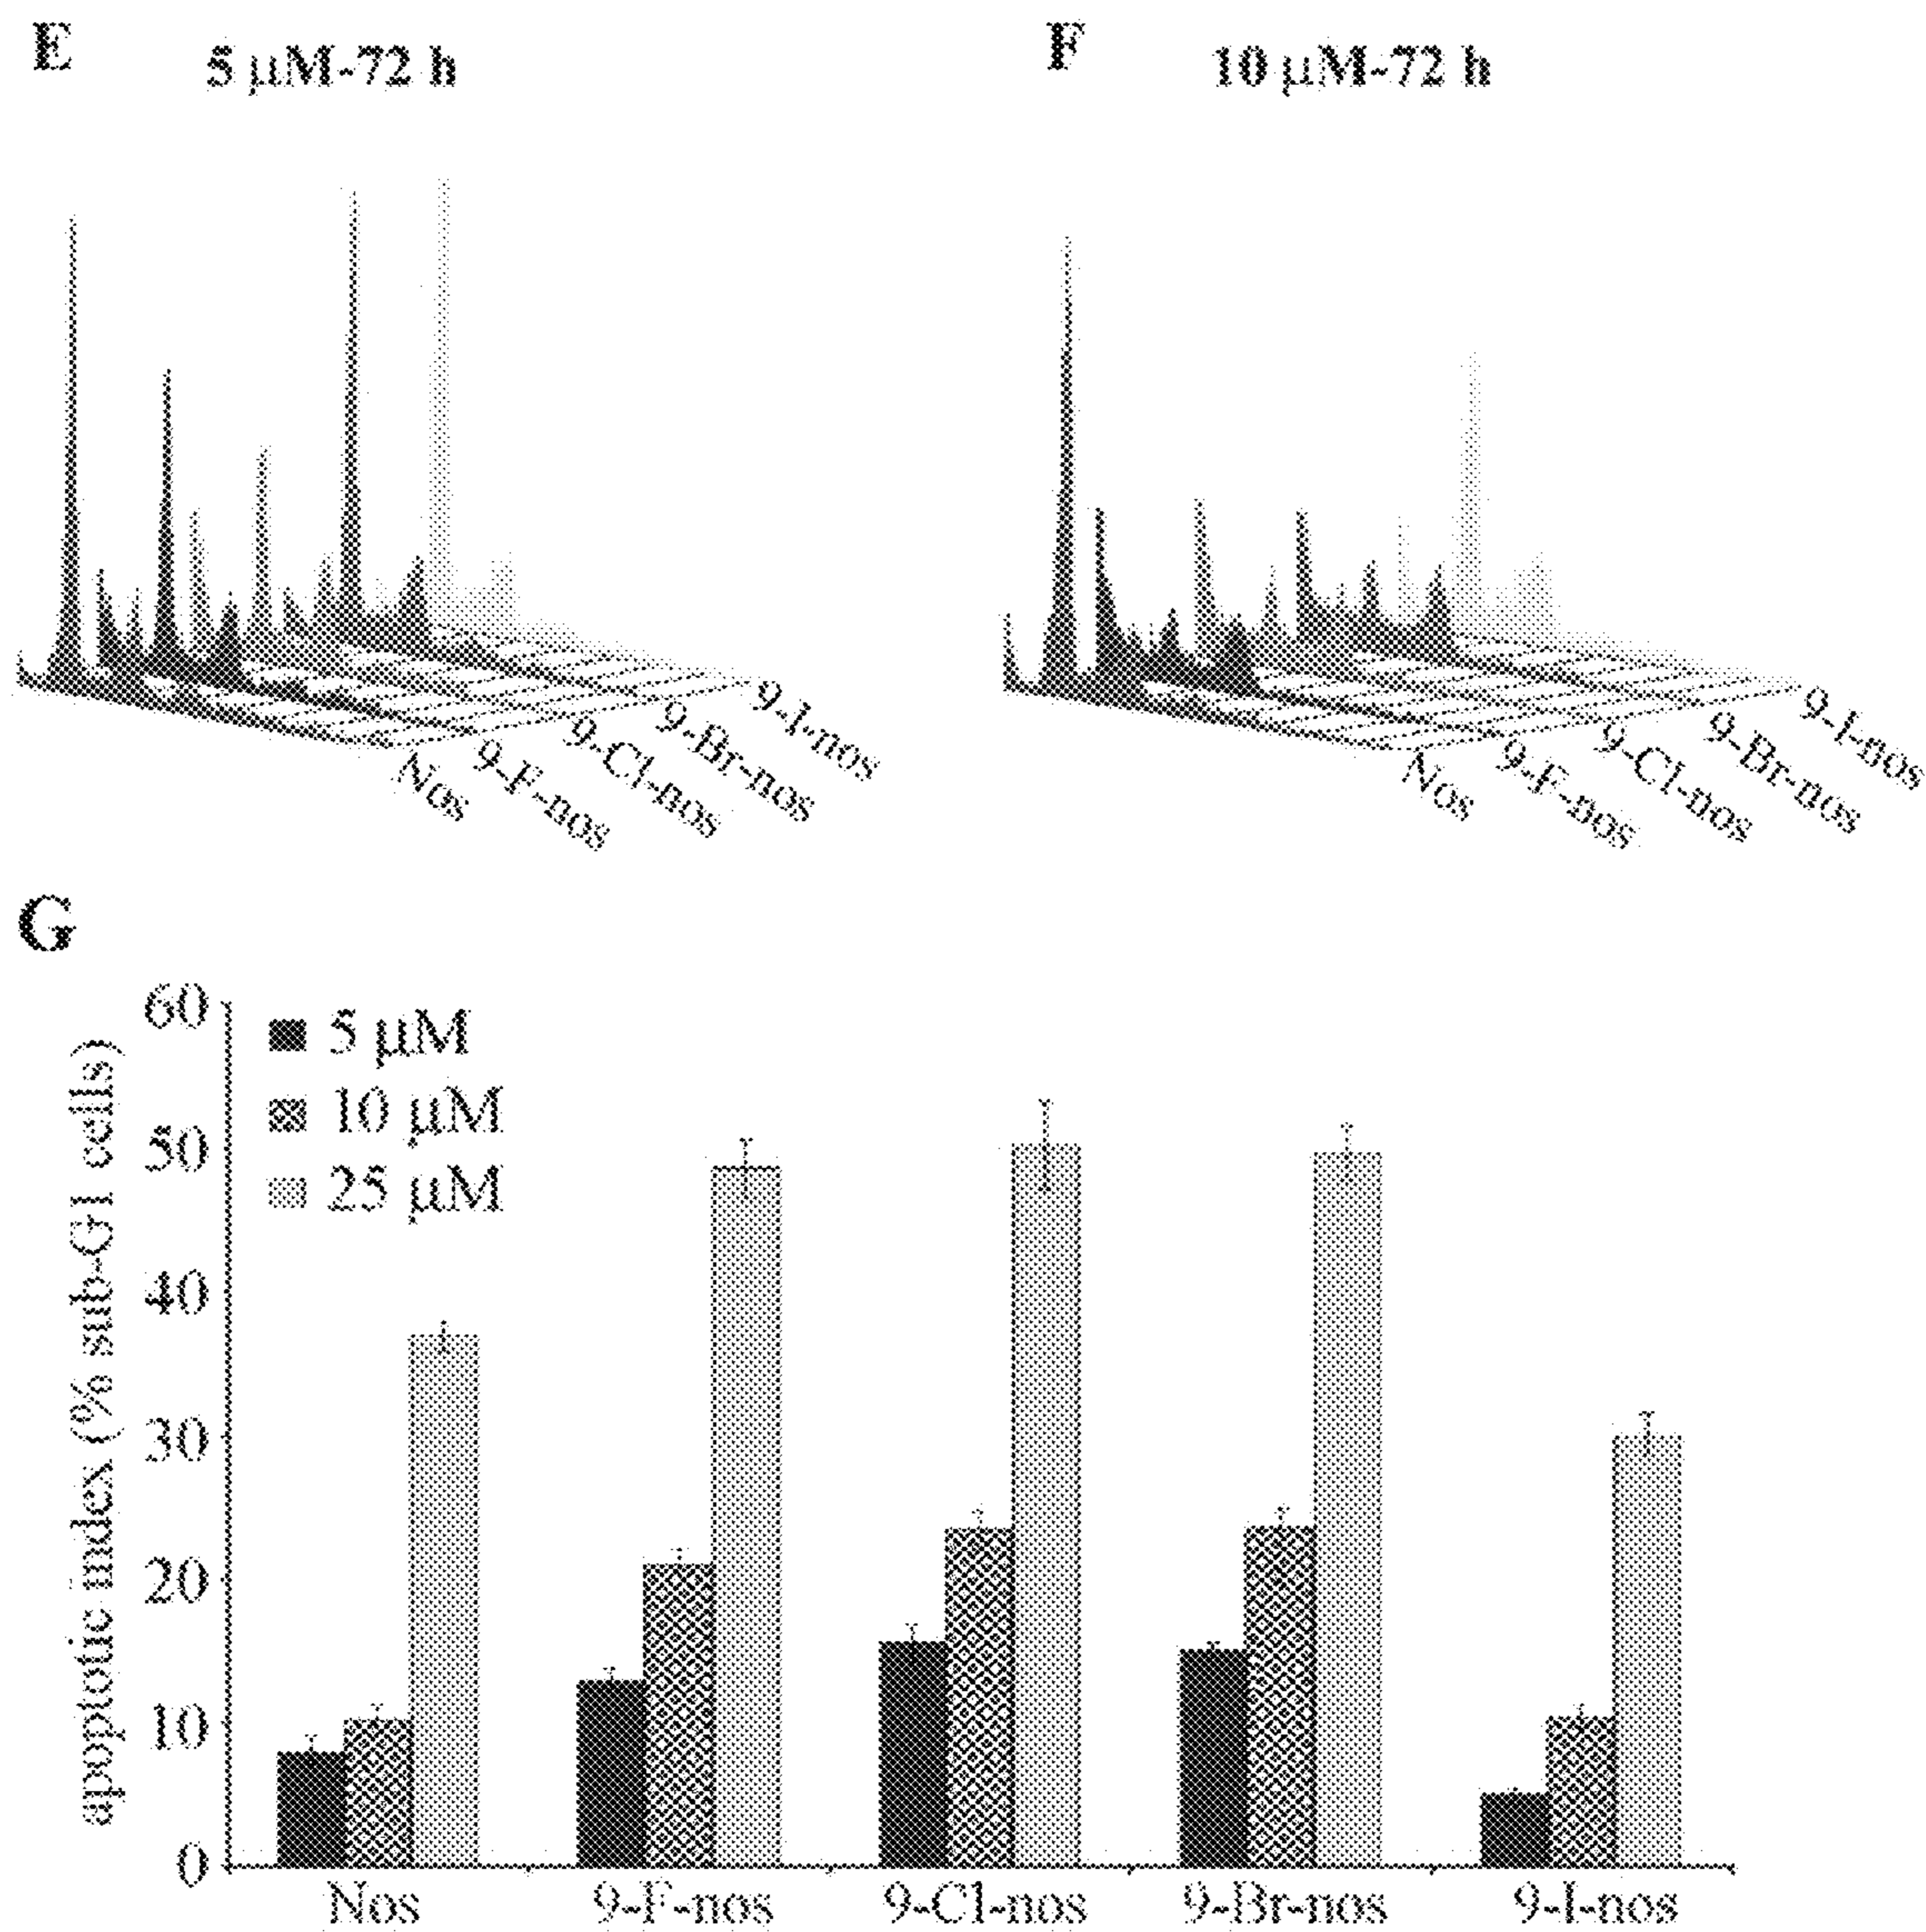 E
5 μM-72 h
F
10 μM-72 h
Nos
9-F-nos
9-Cl-nos
9-Br-nos
9-I-nos
Nos
9-F-nos
9-Cl-nos
9-Br-nos
9-I-nos
G
apoptotic index (% sub-G1 cells)
60
50
40
30
20
10
0
5 μM
10 μM
25 μM
Nos
9-F-nos
9-Cl-nos
9-Br-nos
9-I-nos